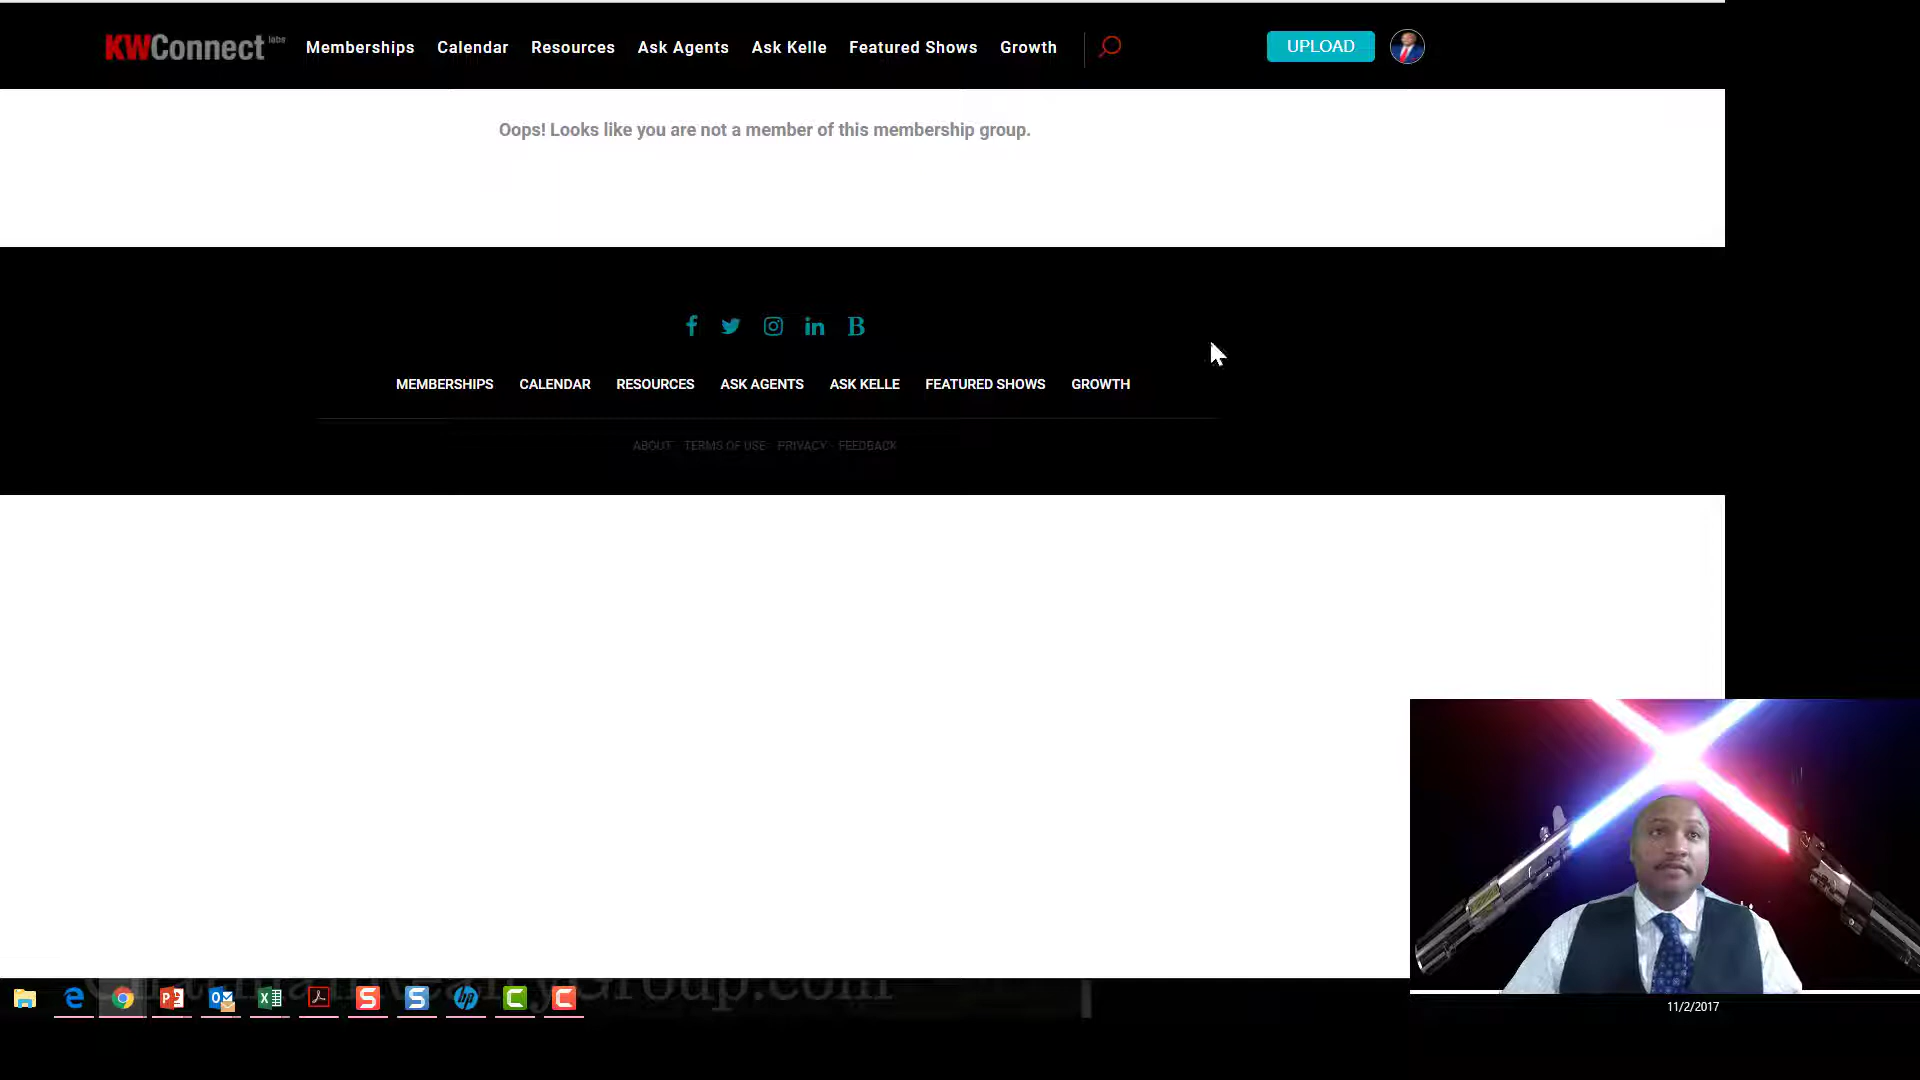 KWConnect labs Memberships Calendar Resources Ask Agents Ask Kelle Featured Shows Growth UPLOAD
Oops! Looks like you are not a member of this membership group.
MEMBERSHIPS CALENDAR RESOURCES ASK AGENTS ASK KELLE FEATURED SHOWS GROWTH
ABOUT TERMS OF USE PRIVACY FEEDBACK
11/2/2017